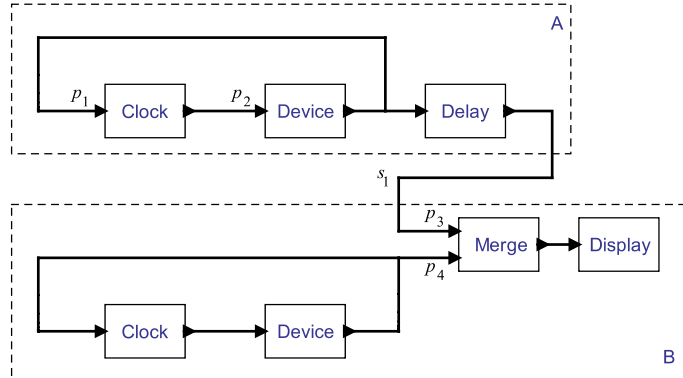 A
p1
Clock
p2
Device
Delay
s1
p3
Merge
Display
p4
Clock
Device
B